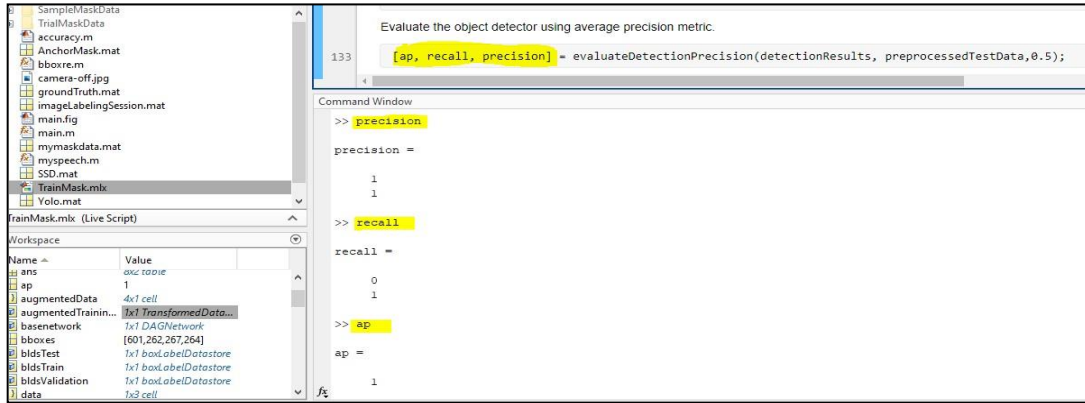 SampleMaskData
TrialMaskData
accuracy.m
AnchorMask.mat
bboxre.m
camera-off.jpg
groundTruth.mat
imageLabelingSession.mat
main.fig
main.m
mymaskdata.mat
myspeech.m
SSD.mat
TrainMask.mlx
Yolo.mat
TrainMask.mlx (Live Script)
Workspace
Name Value
ans 8x2 table
ap 1
augmentedData 4x1 cell
augmentedTrainin... 1x1 TransformedData...
basenetwork 1x1 DAGNetwork
bboxes [601,262,267,264]
bldsTest 1x1 boxLabelDatastore
bldsTrain 1x1 boxLabelDatastore
bldsValidation 1x1 boxLabelDatastore
data 1x3 cell
Evaluate the object detector using average precision metric.
133 [ap, recall, precision] = evaluateDetectionPrecision(detectionResults, preprocessedTestData,0.5);
Command Window
>> precision
precision =
1
1
>> recall
recall =
0
1
>> ap
ap =
1
fx